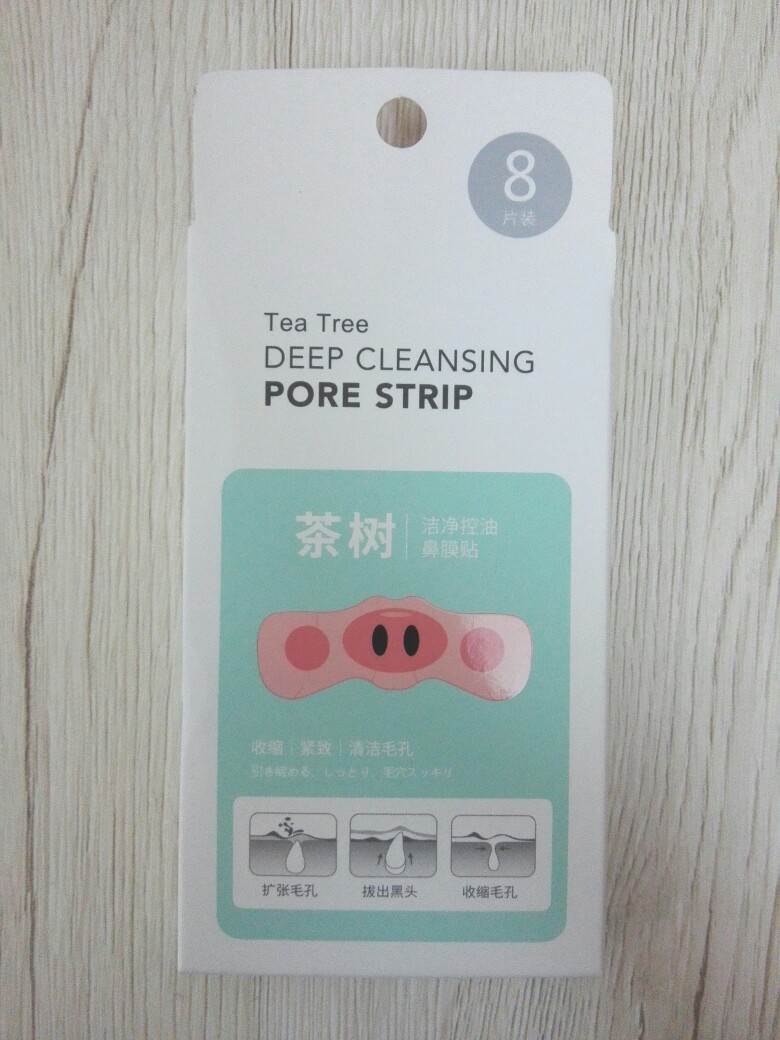 8
片装
Tea Tree
DEEP CLEANSING
PORE STRIP
茶树
洁净控油
鼻膜贴
收缩｜紧致｜清洁毛孔
引き縮める、しっとり、毛穴スッキリ
扩张毛孔
拔出黑头
收缩毛孔